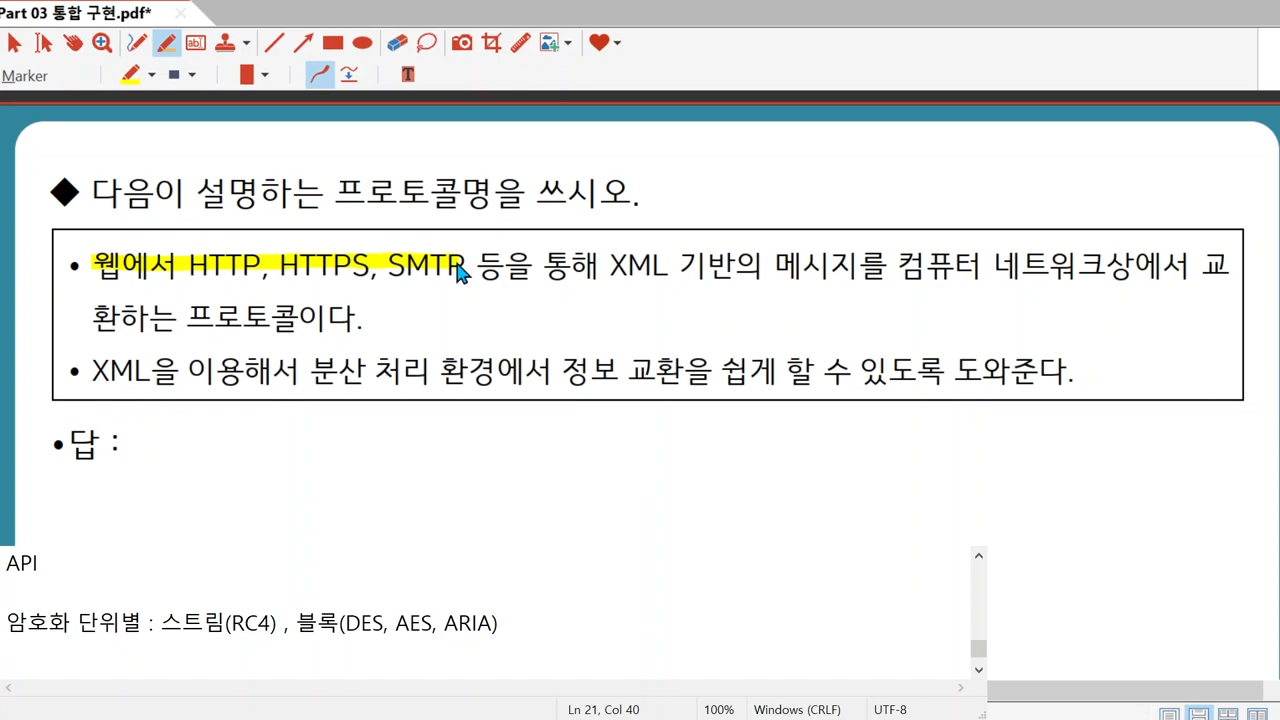 Part 03 통합 구현.pdf*
Marker
◆ 다음이 설명하는 프로토콜명을 쓰시오.
• 웹에서 HTTP, HTTPS, SMTP 등을 통해 XML 기반의 메시지를 컴퓨터 네트워크상에서 교
환하는 프로토콜이다.
• XML을 이용해서 분산 처리 환경에서 정보 교환을 쉽게 할 수 있도록 도와준다.
•답 :
API
암호화 단위별 : 스트림(RC4) , 블록(DES, AES, ARIA)
Ln 21, Col 40 100% Windows (CRLF) UTF-8